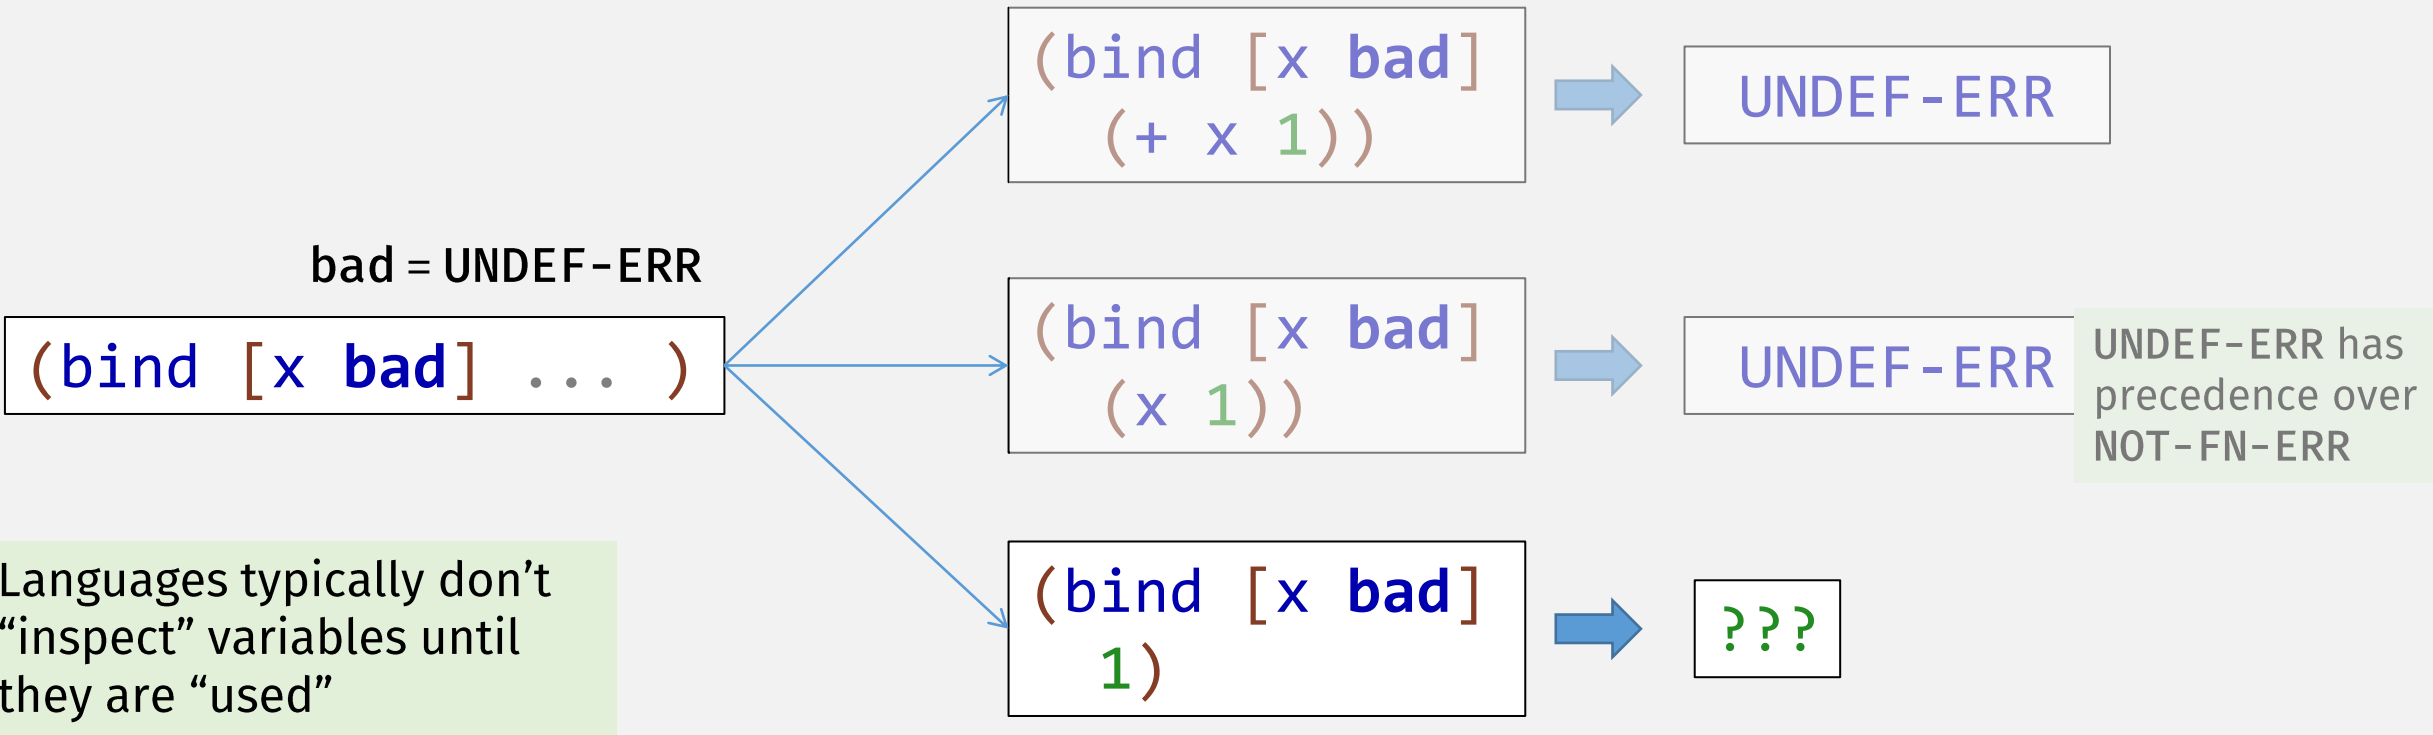 (bind [x bad]
(+ x 1))
UNDEF-ERR
bad = UNDEF-ERR
(bind [x bad] ... )
(bind [x bad]
(x 1))
UNDEF-ERR
UNDEF-ERR has
precedence over
NOT-FN-ERR
Languages typically don’t
“inspect” variables until
they are “used”
(bind [x bad]
1)
???